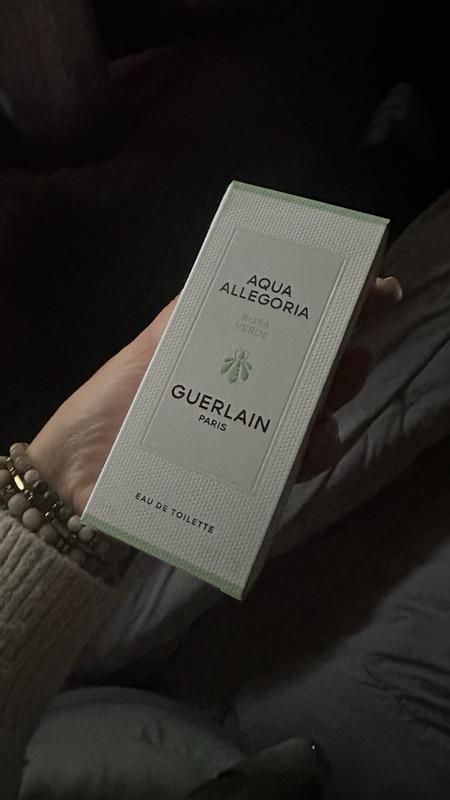 AQUA
ALLEGORIA
ROSA
VERDE
GUERLAIN
PARIS
EAU DE TOILETTE